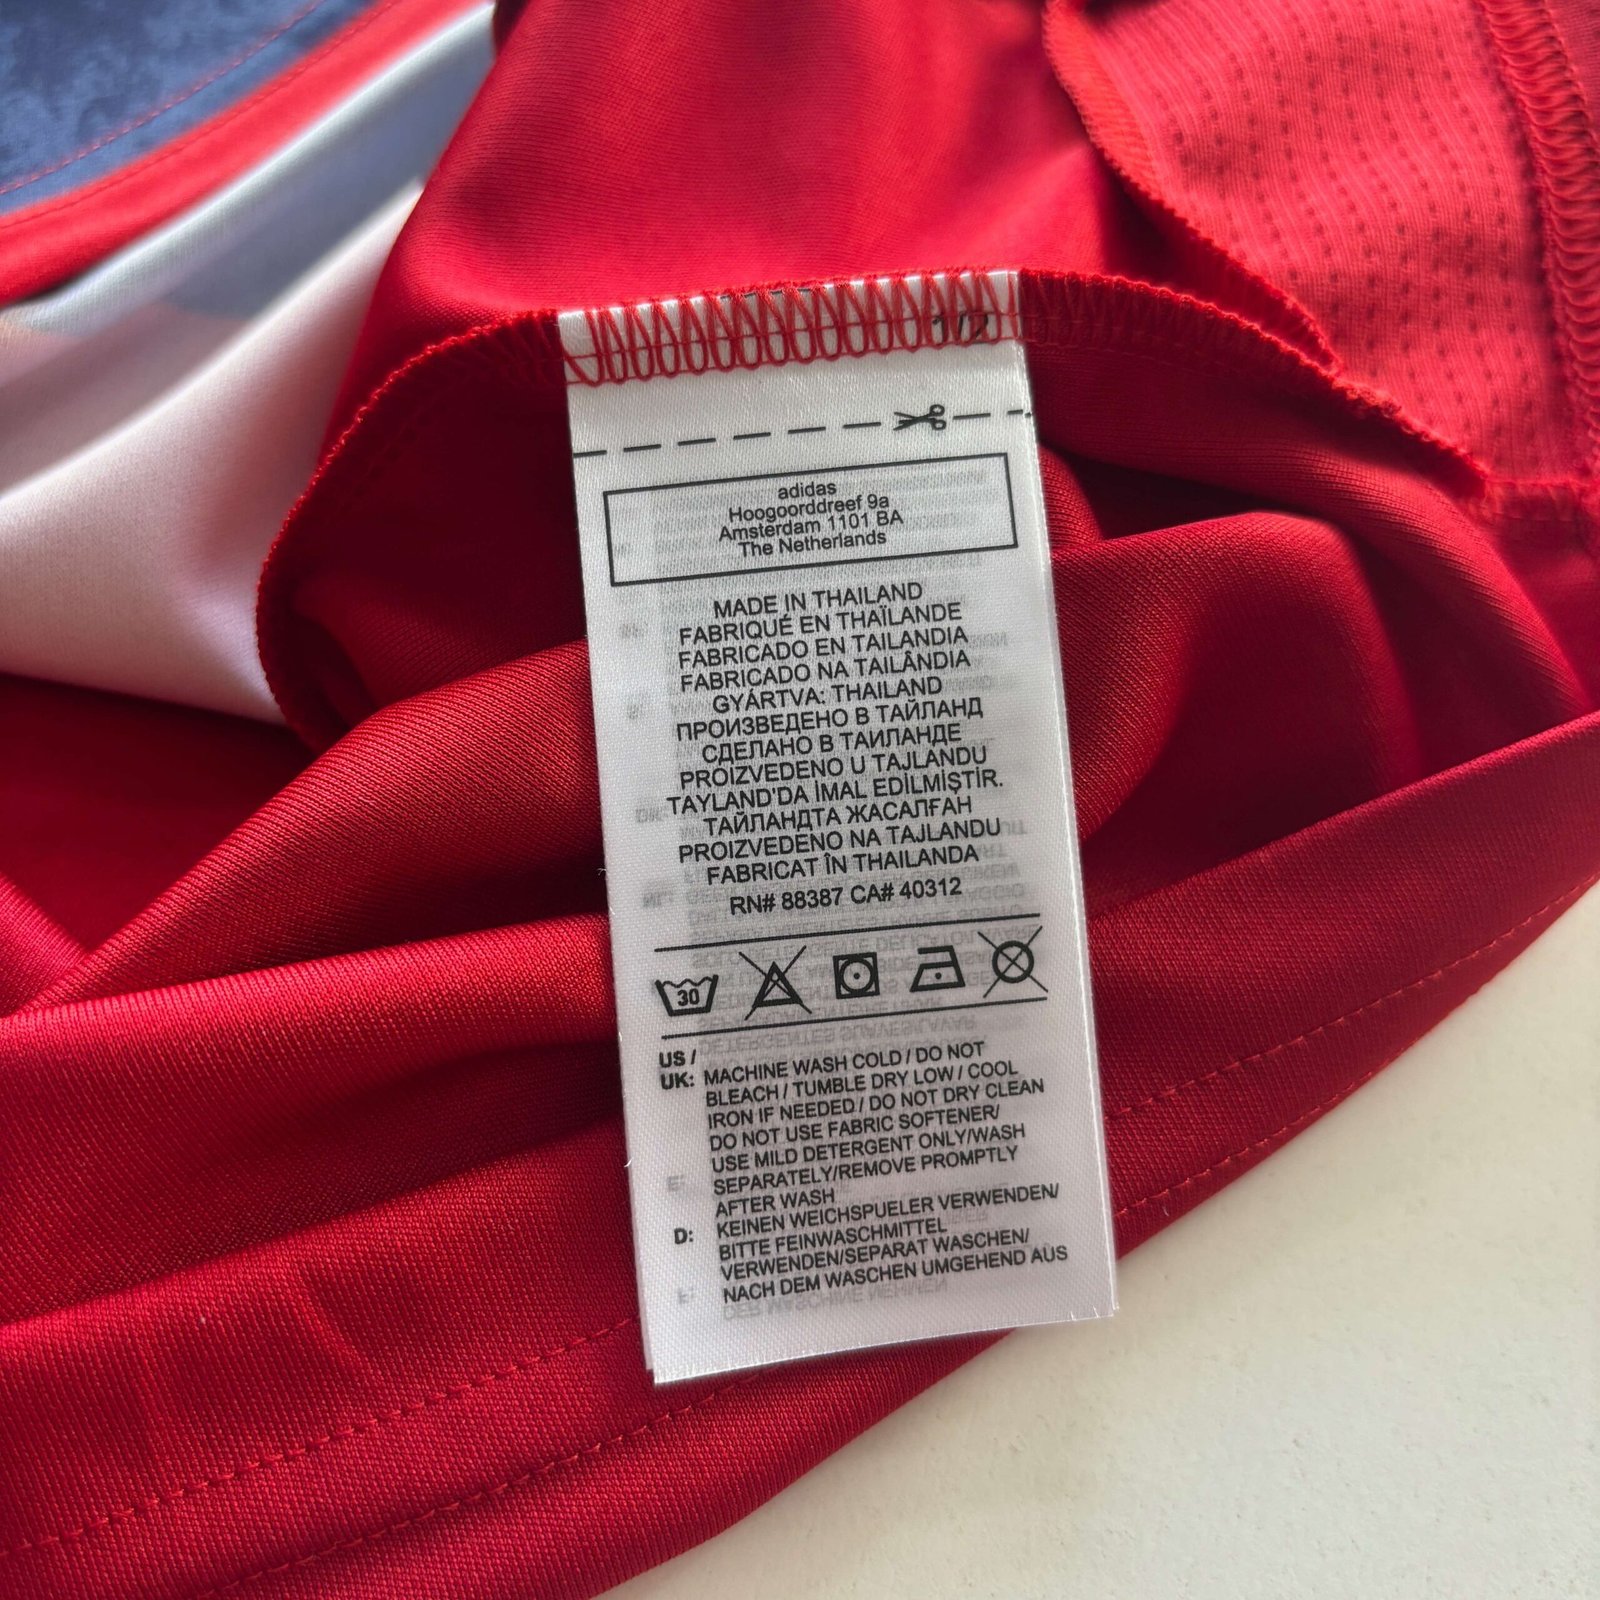 1/2
adidas
Hoogoorddreef 9a
Amsterdam 1101 BA
The Netherlands
MADE IN THAILAND
FABRIQUÉ EN THAÏLANDE
FABRICADO EN TAILANDIA
FABRICADO NA TAILÂNDIA
GYÁRTVA: THAILAND
ПРОИЗВЕДЕНО В ТАЙЛАНД
СДЕЛАНО В ТАИЛАНДЕ
PROIZVEDENO U TAJLANDU
TAYLAND'DA İMAL EDİLMİŞTİR.
ТАЙЛАНДТА ЖАСАЛҒАН
PROIZVEDENO NA TAJLANDU
FABRICAT ÎN THAILANDA
RN# 88387 CA# 40312
30
US /
UK: MACHINE WASH COLD / DO NOT
BLEACH / TUMBLE DRY LOW / COOL
IRON IF NEEDED / DO NOT DRY CLEAN
DO NOT USE FABRIC SOFTENER/
USE MILD DETERGENT ONLY/WASH
SEPARATELY/REMOVE PROMPTLY
AFTER WASH
D: KEINEN WEICHSPUELER VERWENDEN/
BITTE FEINWASCHMITTEL
VERWENDEN/SEPARAT WASCHEN/
NACH DEM WASCHEN UMGEHEND AUS